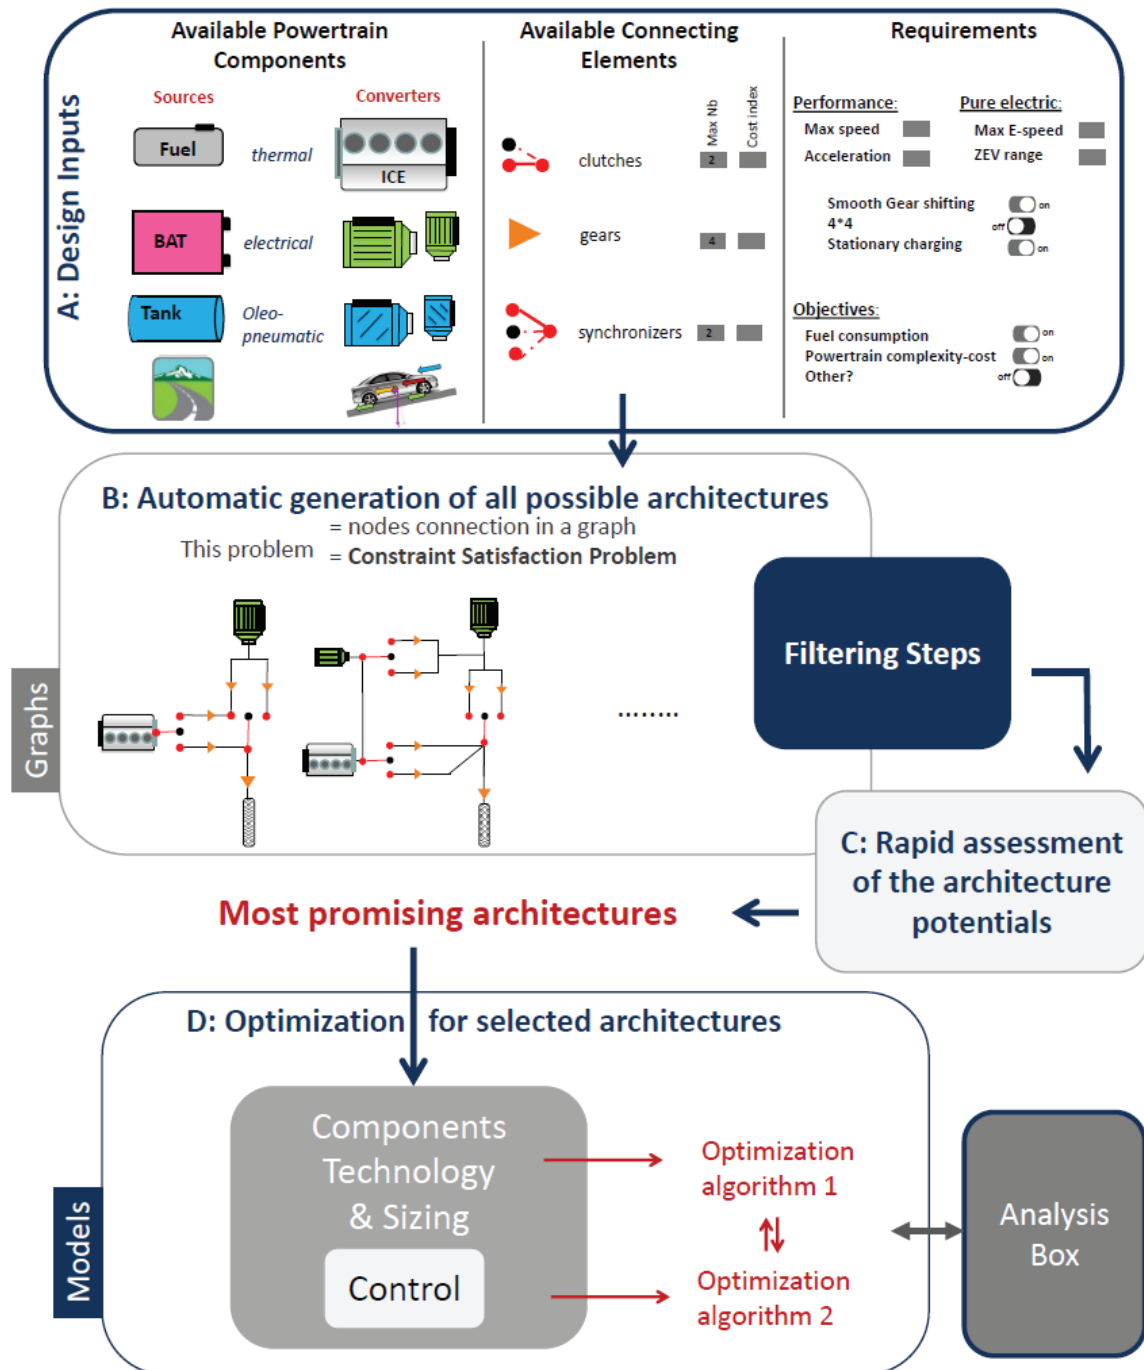 A: Design Inputs
Available Powertrain
Components
Sources
Converters
Fuel
thermal
ICE
BAT
electrical
Tank
Oleo-
pneumatic
Available Connecting
Elements
Max Nb
Cost index
clutches
2
gears
4
synchronizers
2
Requirements
Performance:
Max speed
Acceleration
Pure electric:
Max E-speed
ZEV range
Smooth Gear shifting on
4*4 off
Stationary charging on
Objectives:
Fuel consumption on
Powertrain complexity-cost on
Other? off
B: Automatic generation of all possible architectures
This problem
= nodes connection in a graph
= Constraint Satisfaction Problem
Graphs
........
Filtering Steps
C: Rapid assessment
of the architecture
potentials
Most promising architectures
D: Optimization for selected architectures
Models
Components
Technology
& Sizing
Control
Optimization
algorithm 1
Optimization
algorithm 2
Analysis
Box